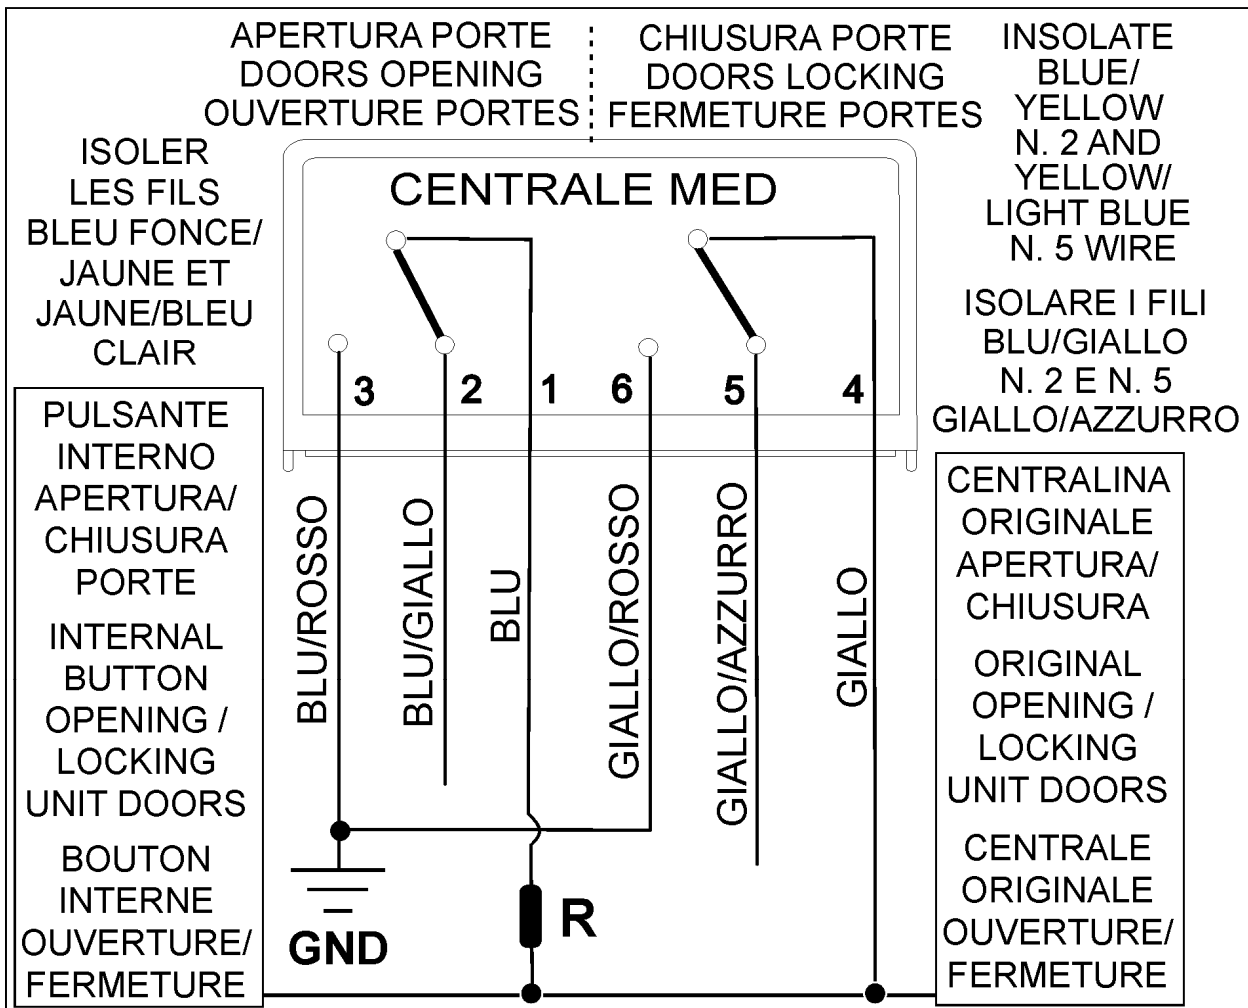 APERTURA PORTE
DOORS OPENING
OUVERTURE PORTES
CHIUSURA PORTE
DOORS LOCKING
FERMETURE PORTES
INSOLATE
BLUE/
YELLOW
N. 2 AND
YELLOW/
LIGHT BLUE
N. 5 WIRE
ISOLER
LES FILS
BLEU FONCE/
JAUNE ET
JAUNE/BLEU
CLAIR
CENTRALE MED
ISOLARE I FILI
BLU/GIALLO
N. 2 E N. 5
GIALLO/AZZURRO
3
2
1
6
5
4
PULSANTE
INTERNO
APERTURA/
CHIUSURA
PORTE
INTERNAL
BUTTON
OPENING /
LOCKING
UNIT DOORS
BOUTON
INTERNE
OUVERTURE/
FERMETURE
BLU/ROSSO
BLU/GIALLO
BLU
GIALLO/ROSSO
GIALLO/AZZURRO
GIALLO
GND
R
CENTRALINA
ORIGINALE
APERTURA/
CHIUSURA
ORIGINAL
OPENING /
LOCKING
UNIT DOORS
CENTRALE
ORIGINALE
OUVERTURE/
FERMETURE